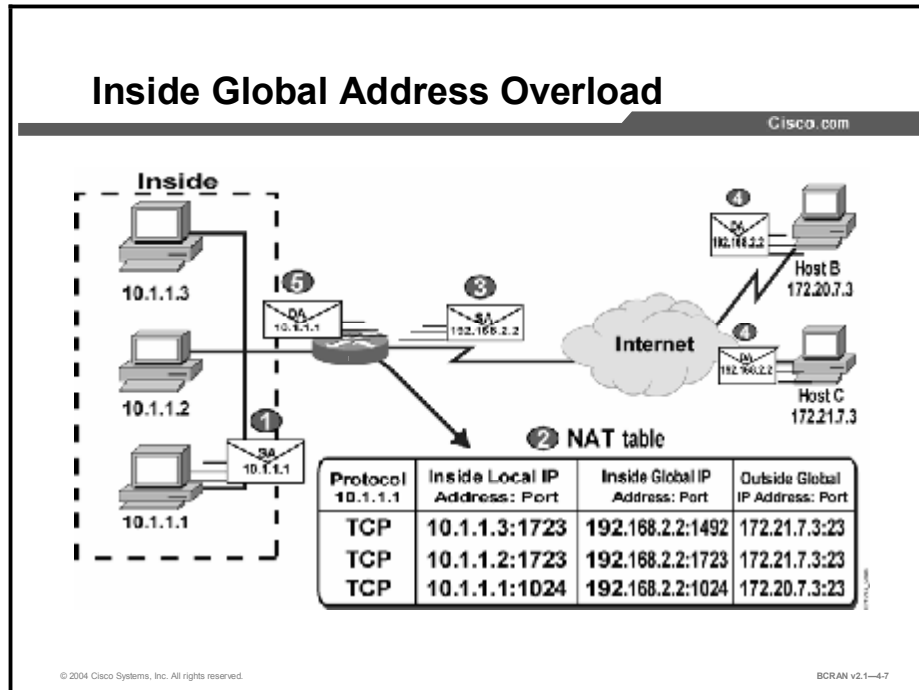 Inside Global Address Overload
Cisco.com
Inside
10.1.1.3
10.1.1.2
10.1.1.1
1
SA
10.1.1.1
5
DA
10.1.1.1
3
SA
192.168.2.2
Internet
4
DA
192.168.2.2
Host B
172.20.7.3
4
DA
192.168.2.2
Host C
172.21.7.3
2 NAT table
Protocol
10.1.1.1
Inside Local IP
Address: Port
Inside Global IP
Address: Port
Outside Global
IP Address: Port
TCP 10.1.1.3:1723 192.168.2.2:1492 172.21.7.3:23
TCP 10.1.1.2:1723 192.168.2.2:1723 172.21.7.3:23
TCP 10.1.1.1:1024 192.168.2.2:1024 172.20.7.3:23
© 2004 Cisco Systems, Inc. All rights reserved.
BCRAN v2.1—4-7